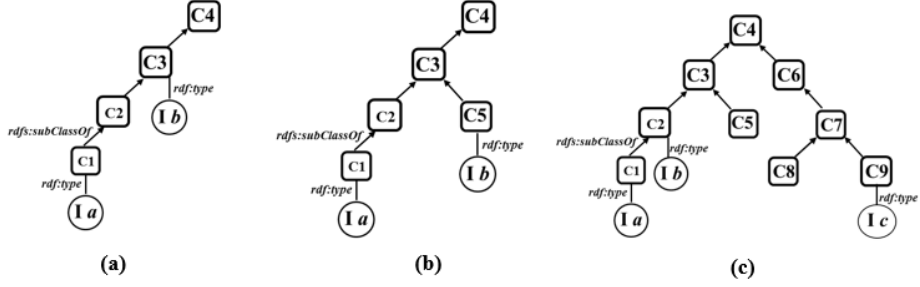 C4
C3
rdf:type
C2
I b
rdfs:subClassOf
C1
rdf:type
I a
(a)
C4
C3
C2
C5
rdfs:subClassOf
rdf:type
C1
I b
rdf:type
I a
(b)
C4
C3
C6
C2
C5
C7
rdfs:subClassOf
rdf:type
C1
I b
C8
C9
rdf:type
rdf:type
I a
I c
(c)